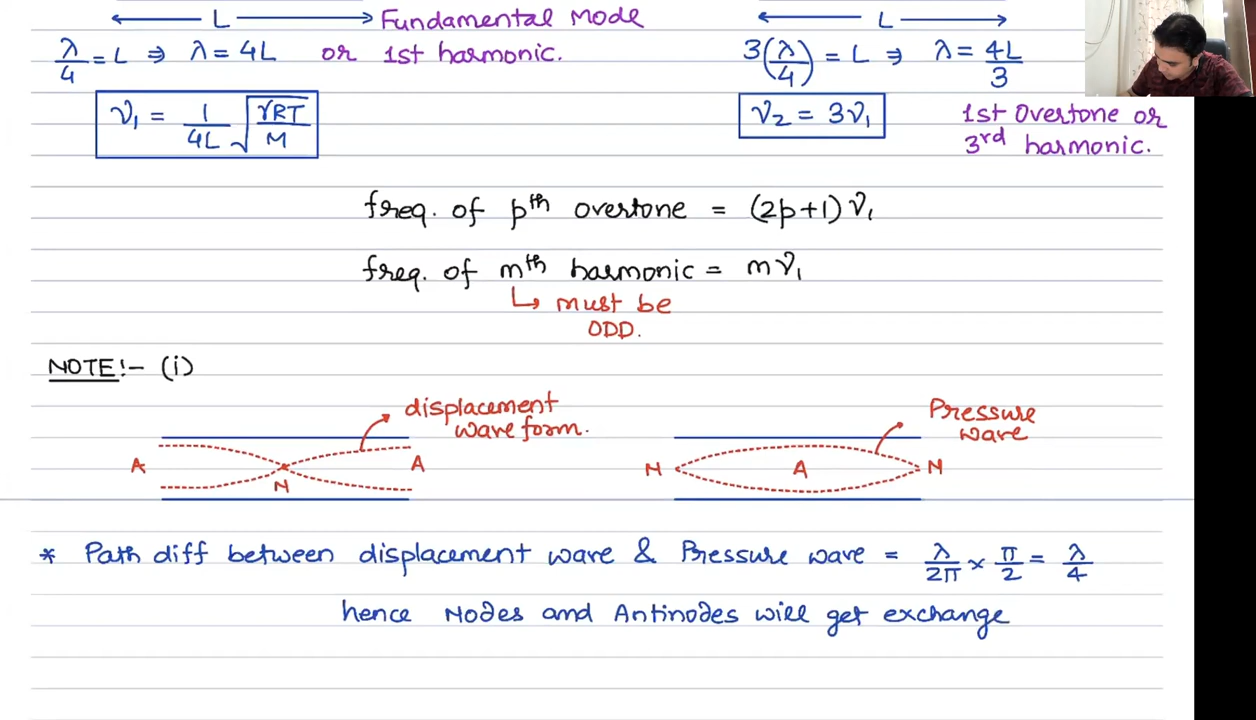 L → Fundamental Mode
λ/4 = L ⇒ λ = 4L or 1st harmonic.
ν₁ = 1/4L √(γRT/M)
L
3(λ/4) = L ⇒ λ = 4L/3
ν₂ = 3ν₁
1st Overtone or
3rd harmonic.
freq. of pth overtone = (2p+1)ν₁
freq. of mth harmonic = mν₁
↳ must be
ODD.
NOTE:- (i)
displacement
wave form.
A N A
Pressure
wave
N A N
* Path diff between displacement wave & Pressure wave = λ/2π × π/2 = λ/4
hence Nodes and Antinodes will get exchange